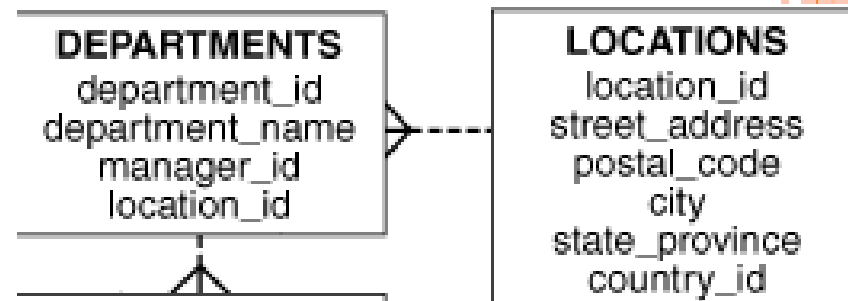 DEPARTMENTS
department_id
department_name
manager_id
location_id
LOCATIONS
location_id
street_address
postal_code
city
state_province
country_id